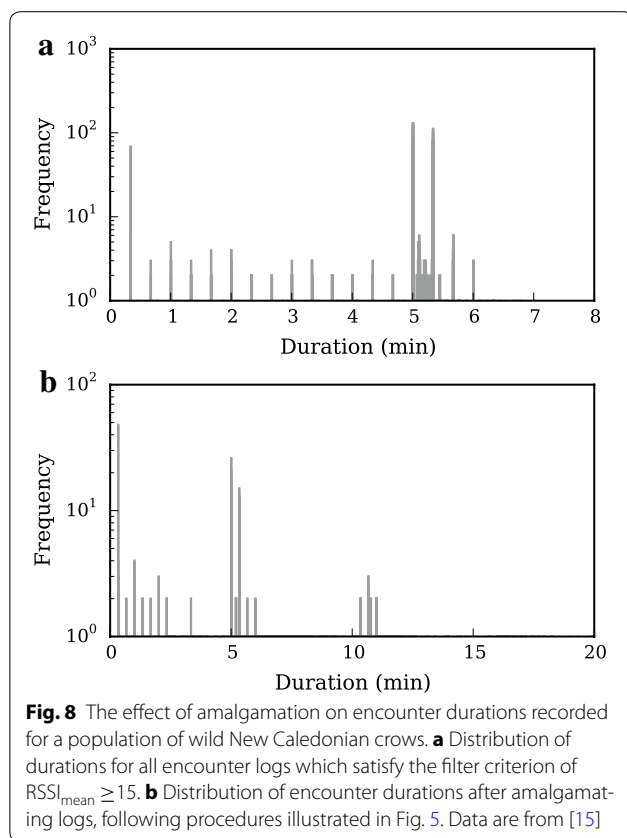 a
10³
10²
10¹
10⁰
Frequency
0 1 2 3 4 5 6 7 8
Duration (min)
b
10²
10¹
10⁰
Frequency
0 5 10 15 20
Duration (min)
Fig. 8 The effect of amalgamation on encounter durations recorded
for a population of wild New Caledonian crows. a Distribution of
durations for all encounter logs which satisfy the filter criterion of
RSSI_mean ≥15. b Distribution of encounter durations after amalgamat-
ing logs, following procedures illustrated in Fig. 5. Data are from [15]